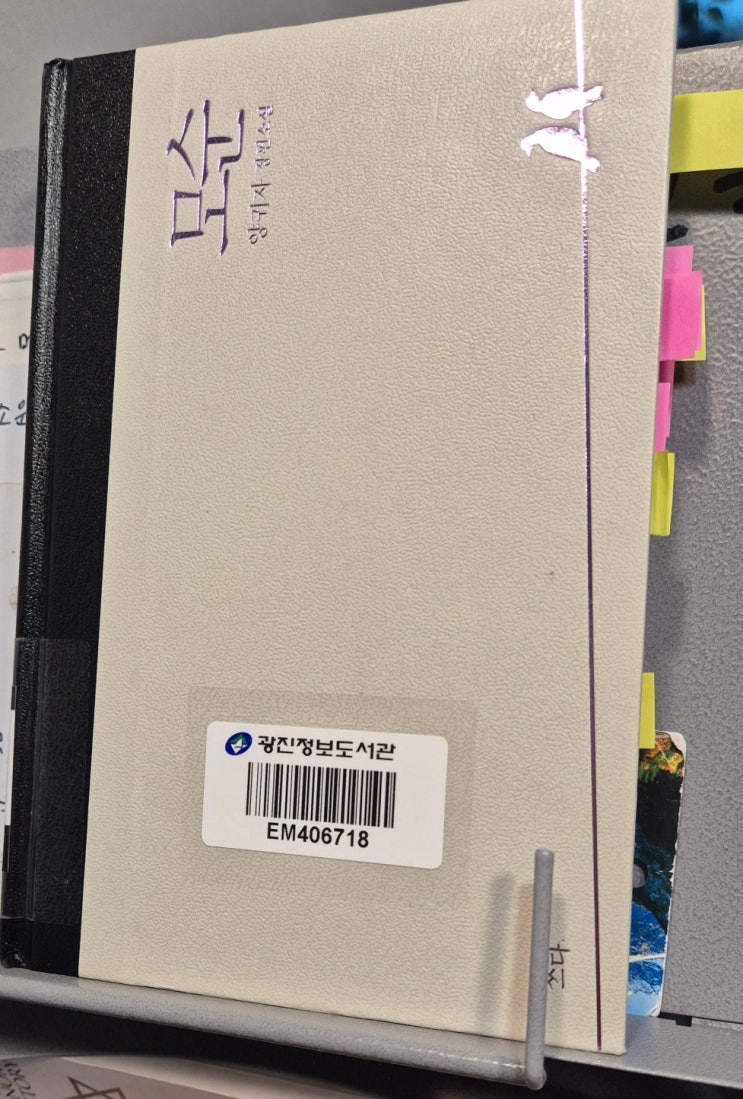 모순
양귀자 장편소설
광진정보도서관
EM406718
쓰다.